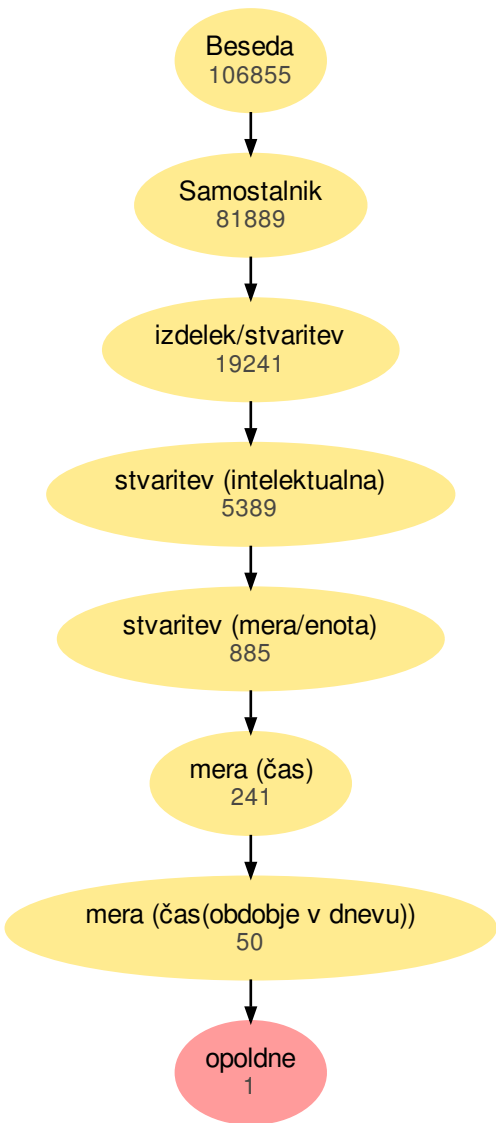 Beseda
106855
Samostalnik
81889
izdelek/stvaritev
19241
stvaritev (intelektualna)
5389
stvaritev (mera/enota)
885
mera (čas)
241
mera (čas(obdobje v dnevu))
50
opoldne
1